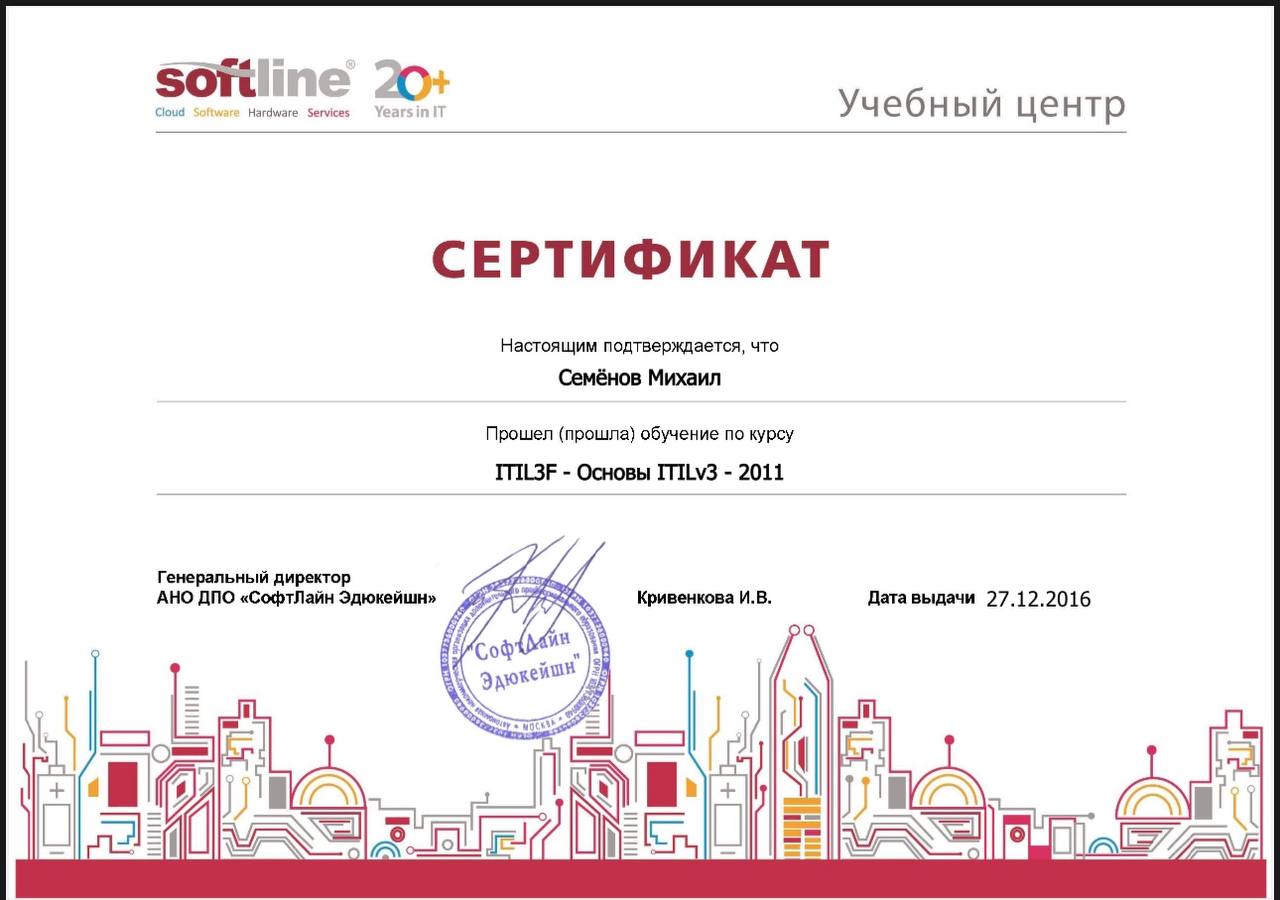 softline® 20+
Cloud Software Hardware Services Years in IT
Учебный центр
СЕРТИФИКАТ
Настоящим подтверждается, что
Семёнов Михаил
Прошел (прошла) обучение по курсу
ITIL3F - Основы ITILv3 - 2011
Генеральный директор
АНО ДПО «СофтЛайн Эдюкейшн»
"СофтЛайн
Эдюкейшн"
МОСКВА
Кривенкова И.В.
Дата выдачи 27.12.2016